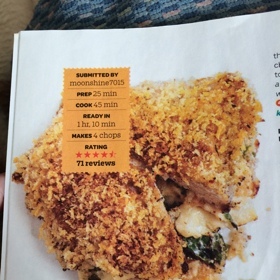 SUBMITTED BY
moonshine7015
PREP 25 min
COOK 45 min
READY IN
1 hr, 10 min
MAKES 4 chops
RATING
71 reviews